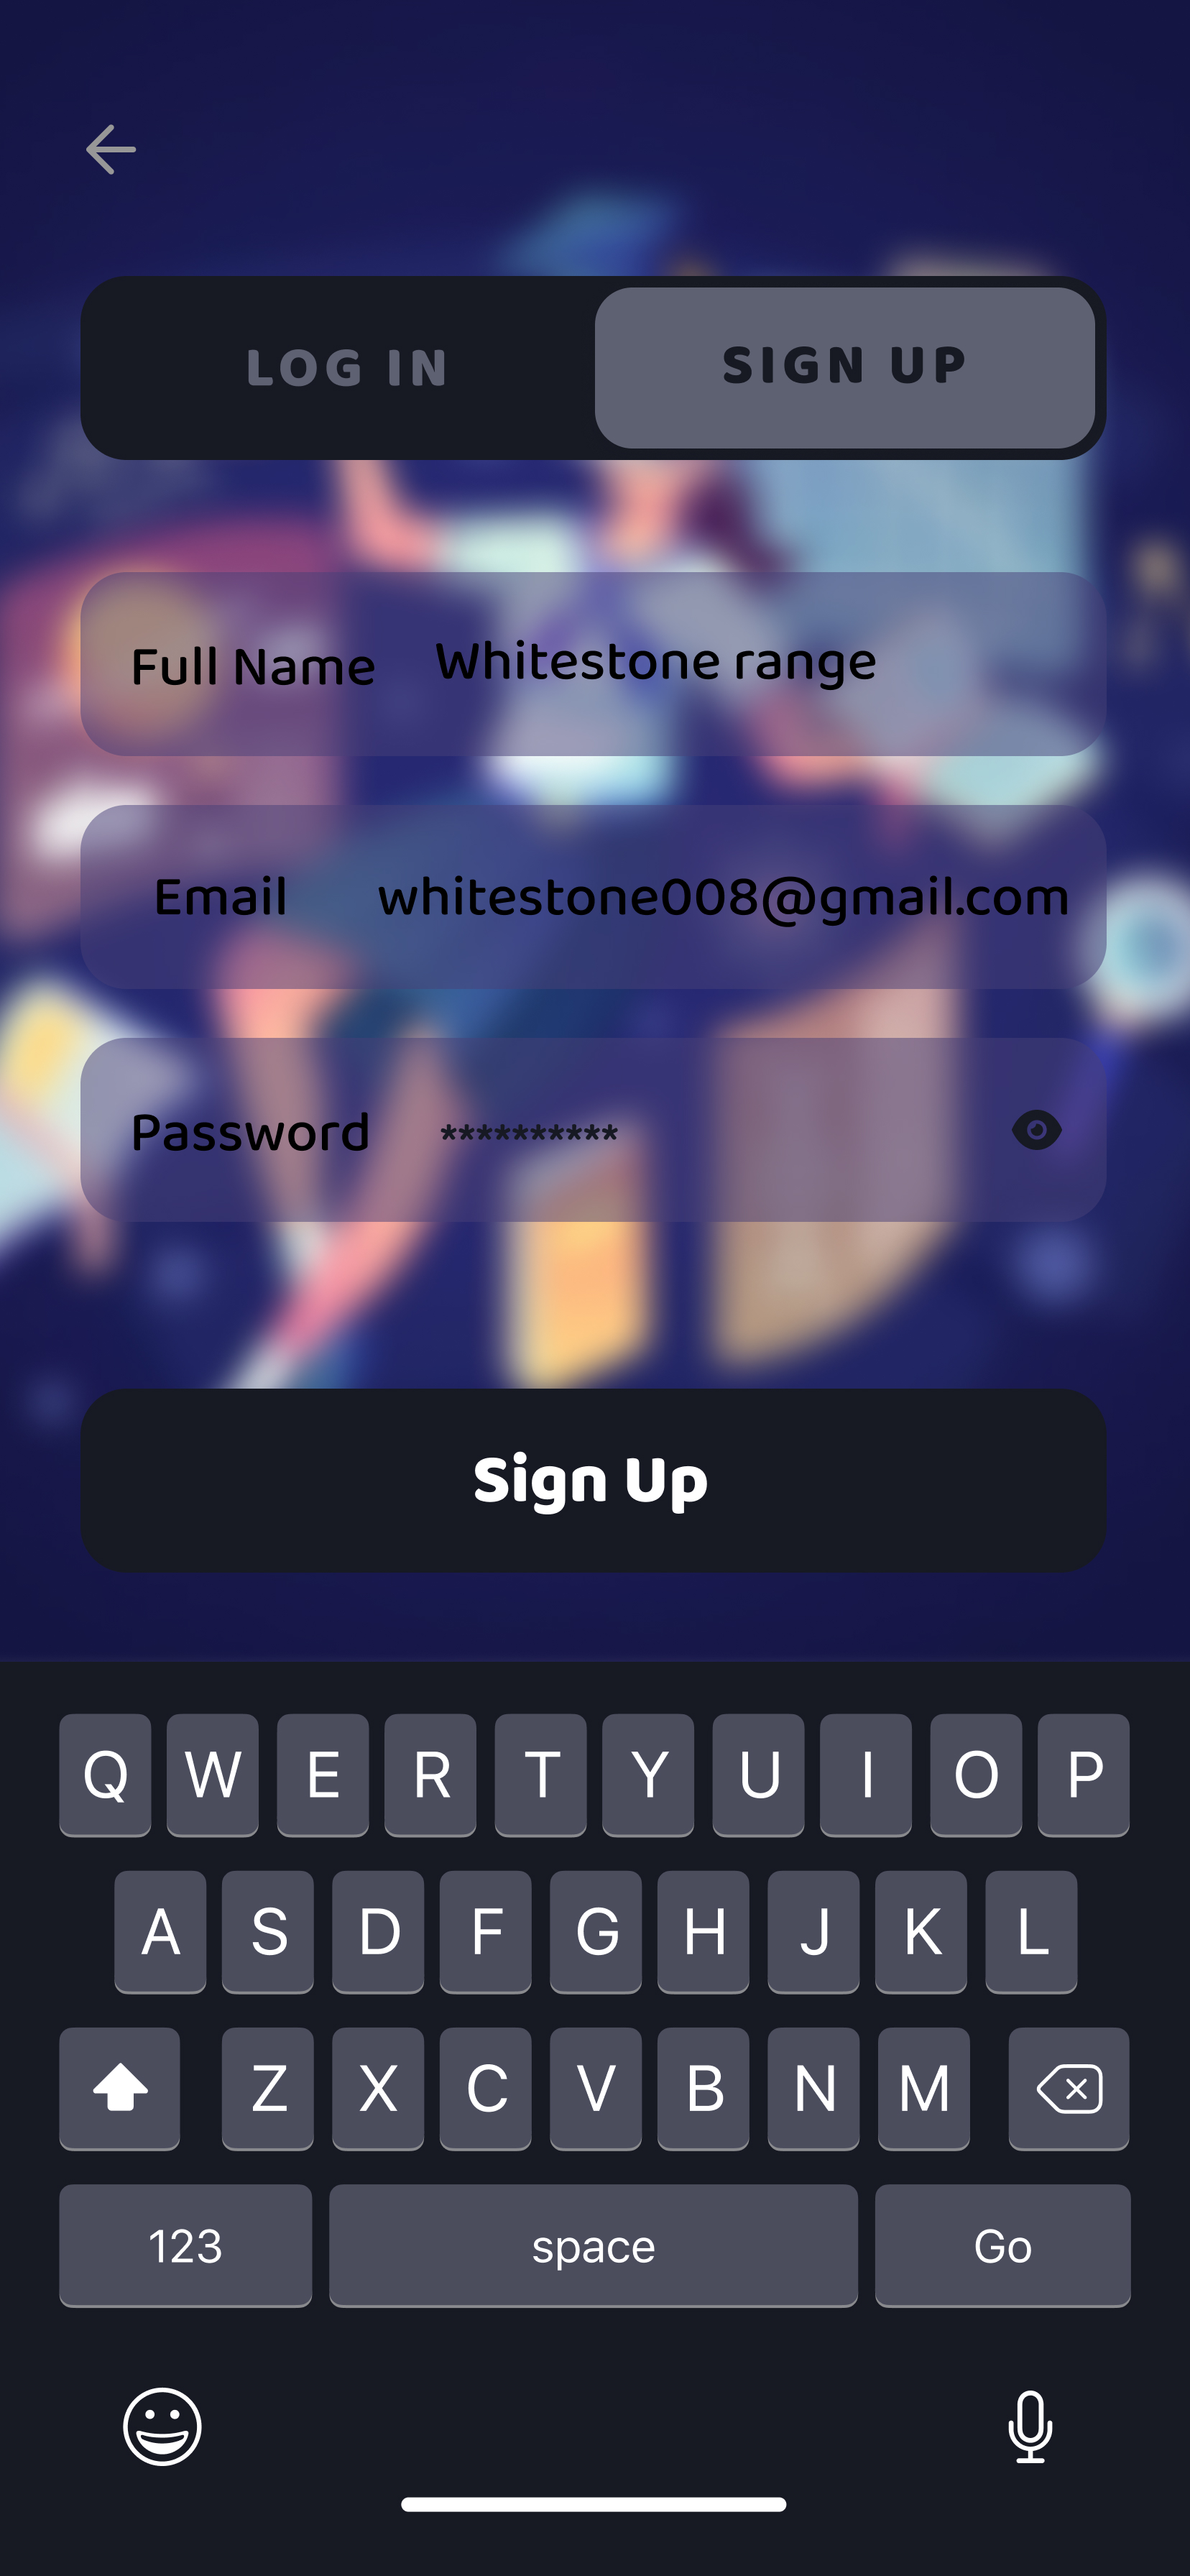 LOG IN SIGN UP
Full Name Whitestone range
Email whitestone008@gmail.com
Password **********
Sign Up
Q W E R T Y U I O P
A S D F G H J K L
Z X C V B N M
123 space Go